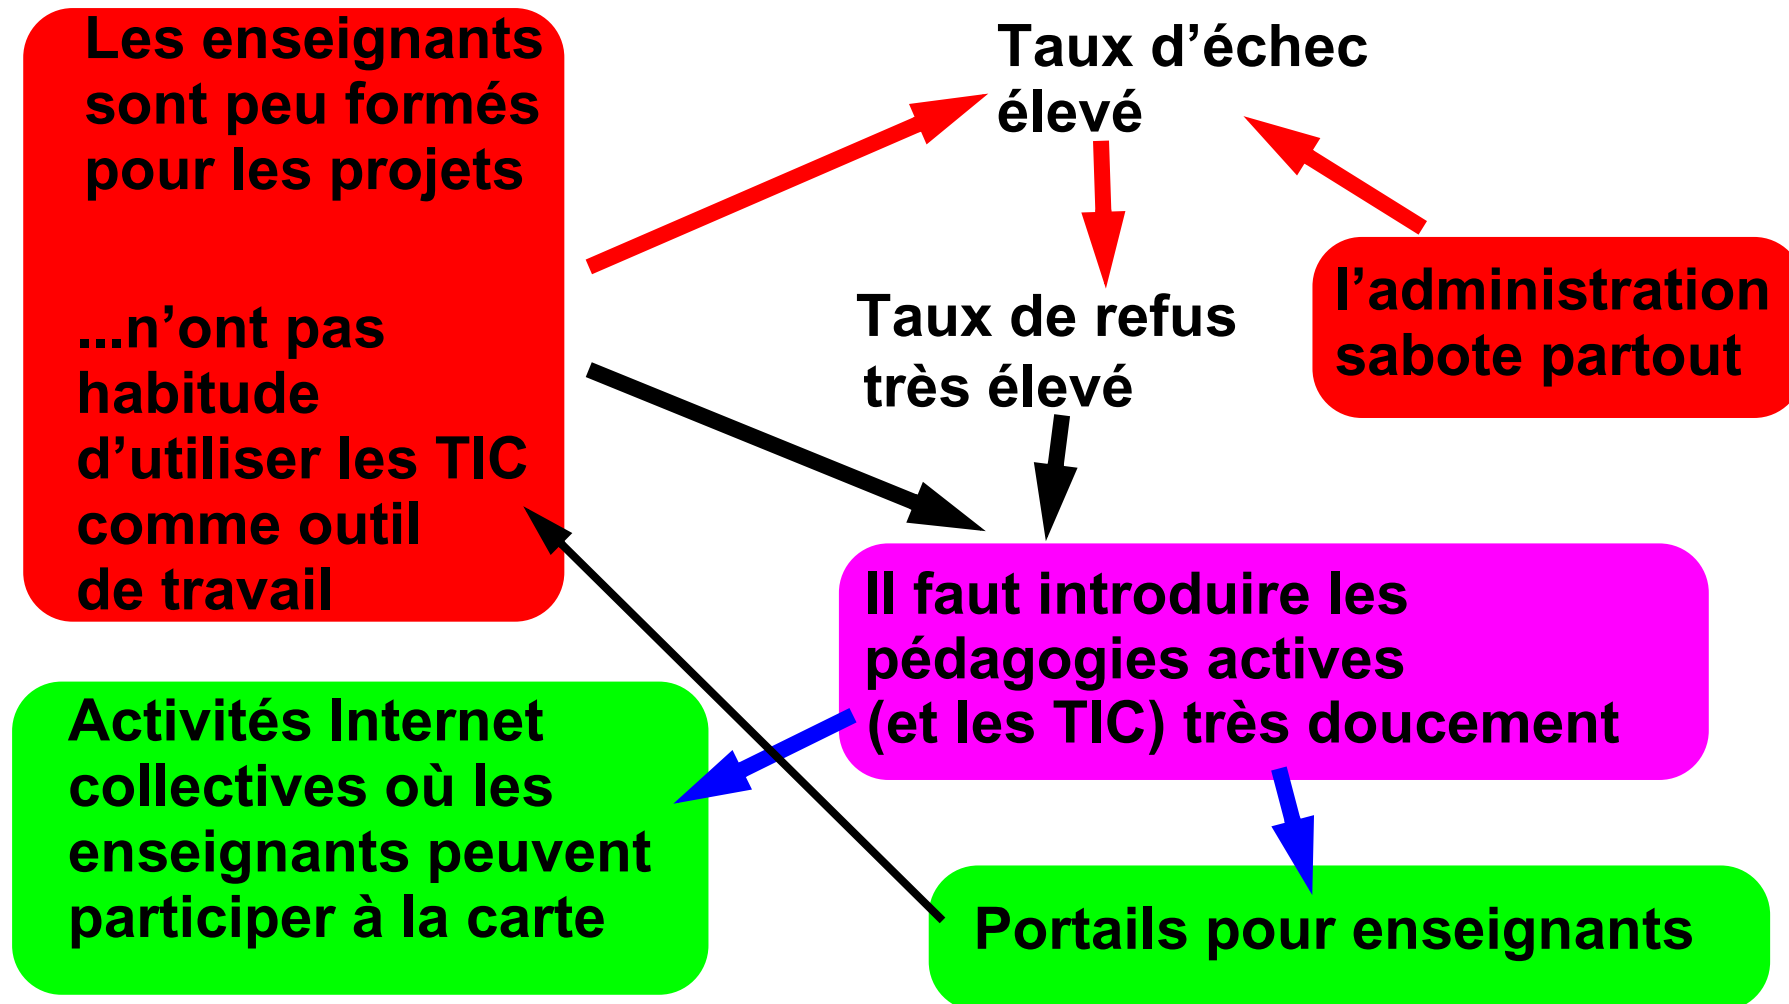 Les enseignants
sont peu formés
pour les projets
...n’ont pas
habitude
d’utiliser les TIC
comme outil
de travail
Taux d’échec
élevé
Taux de refus
très élevé
l’administration
sabote partout
Il faut introduire les
pédagogies actives
(et les TIC) très doucement
Activités Internet
collectives où les
enseignants peuvent
participer à la carte
Portails pour enseignants